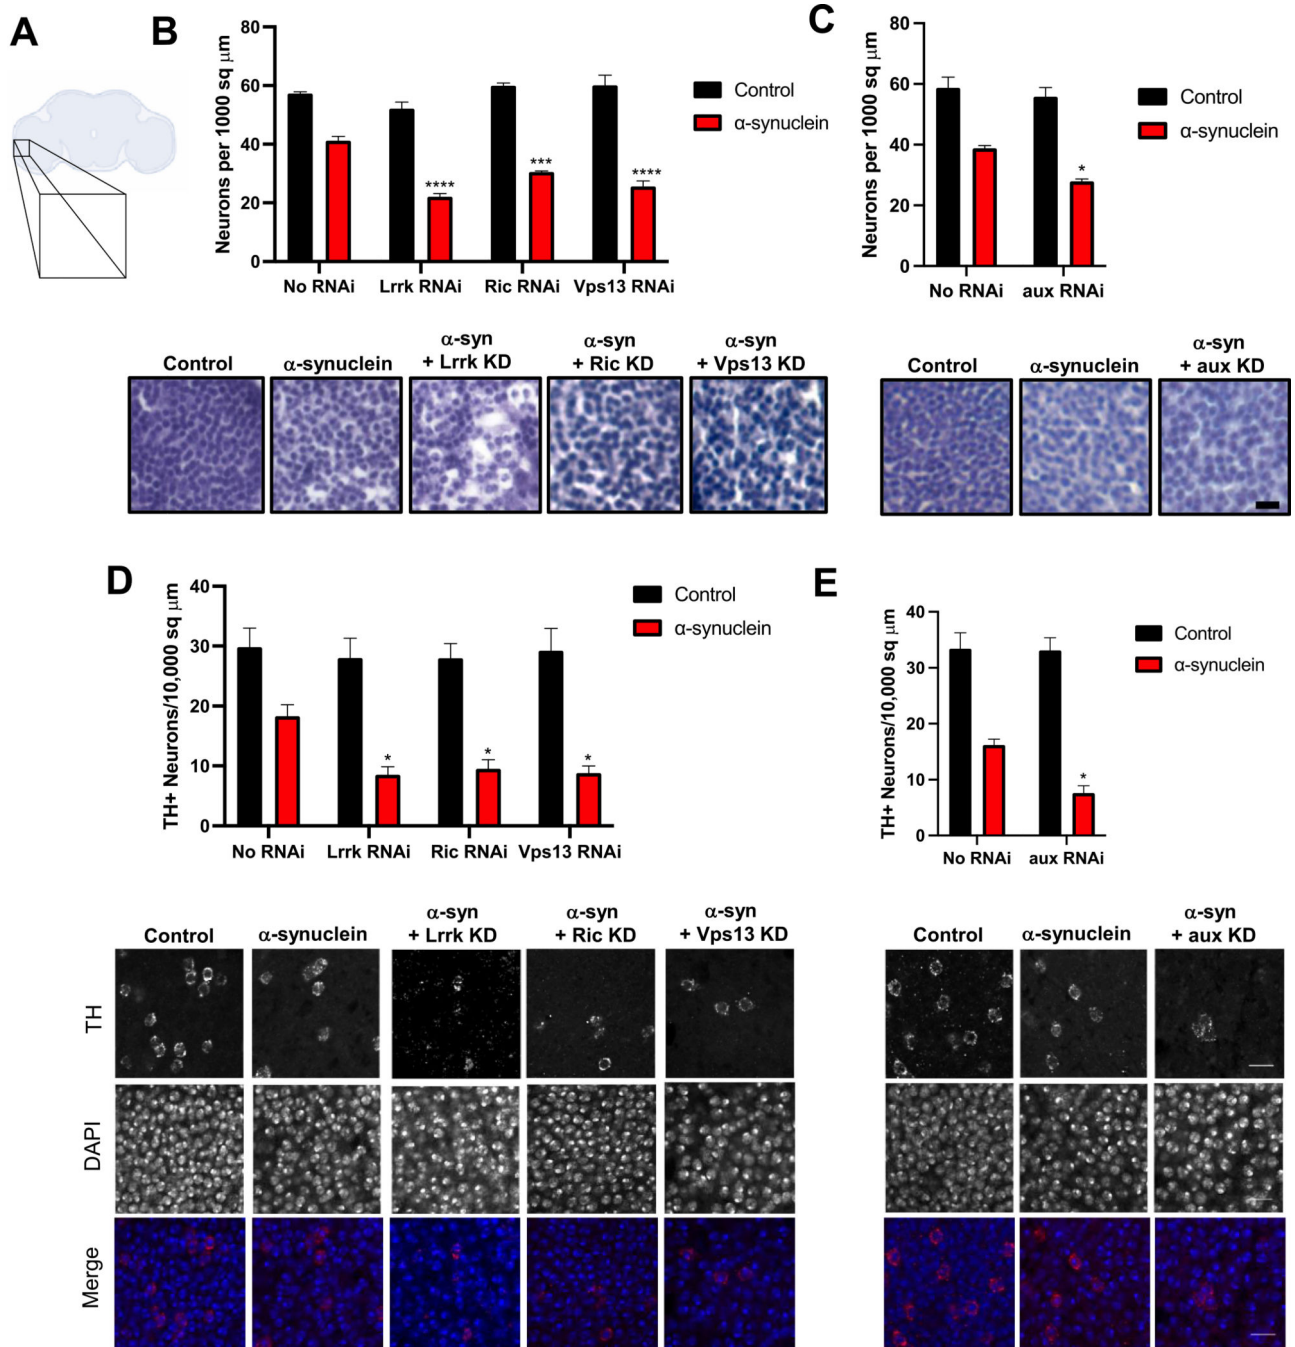 A
B
80
60
40
20
0
Neurons per 1000 sq μm
****
***
****
No RNAi Lrrk RNAi Ric RNAi Vps13 RNAi
Control
α-synuclein
C
80
60
40
20
0
Neurons per 1000 sq μm
*
No RNAi aux RNAi
Control
α-synuclein
Control
α-synuclein
α-syn
+ Lrrk KD
α-syn
+ Ric KD
α-syn
+ Vps13 KD
Control
α-synuclein
α-syn
+ aux KD
D
40
30
20
10
0
TH+ Neurons/10,000 sq μm
*
*
*
No RNAi Lrrk RNAi Ric RNAi Vps13 RNAi
Control
α-synuclein
E
40
30
20
10
0
TH+ Neurons/10,000 sq μm
*
No RNAi aux RNAi
Control
α-synuclein
Control
α-synuclein
α-syn
+ Lrrk KD
α-syn
+ Ric KD
α-syn
+ Vps13 KD
Control
α-synuclein
α-syn
+ aux KD
TH
DAPI
Merge